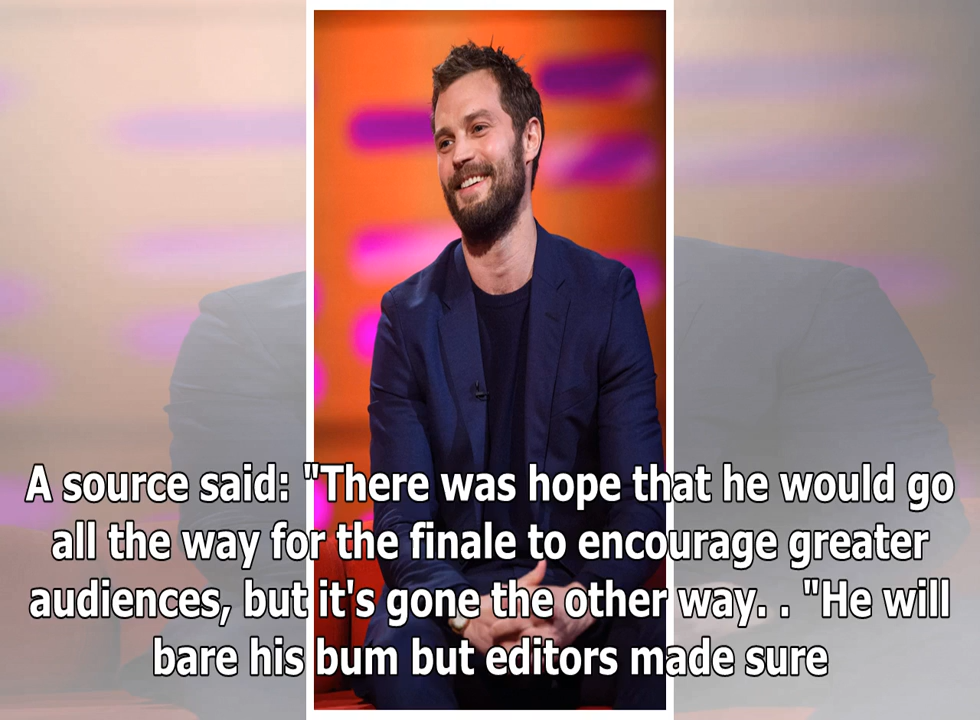 A source said: "There was hope that he would go
all the way for the finale to encourage greater
audiences, but it's gone the other way. . "He will
bare his bum but editors made sure